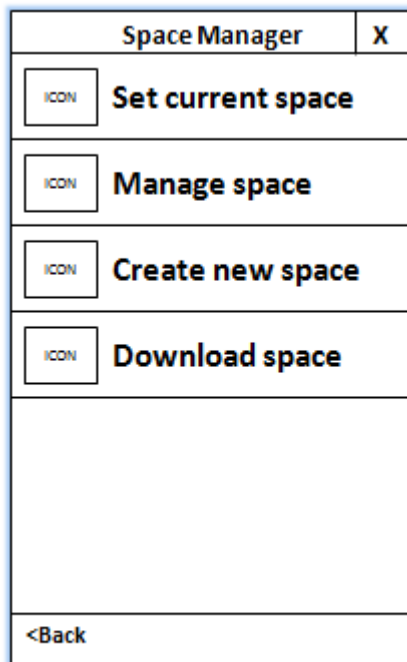 Space Manager X
ICON Set current space
ICON Manage space
ICON Create new space
ICON Download space
<Back